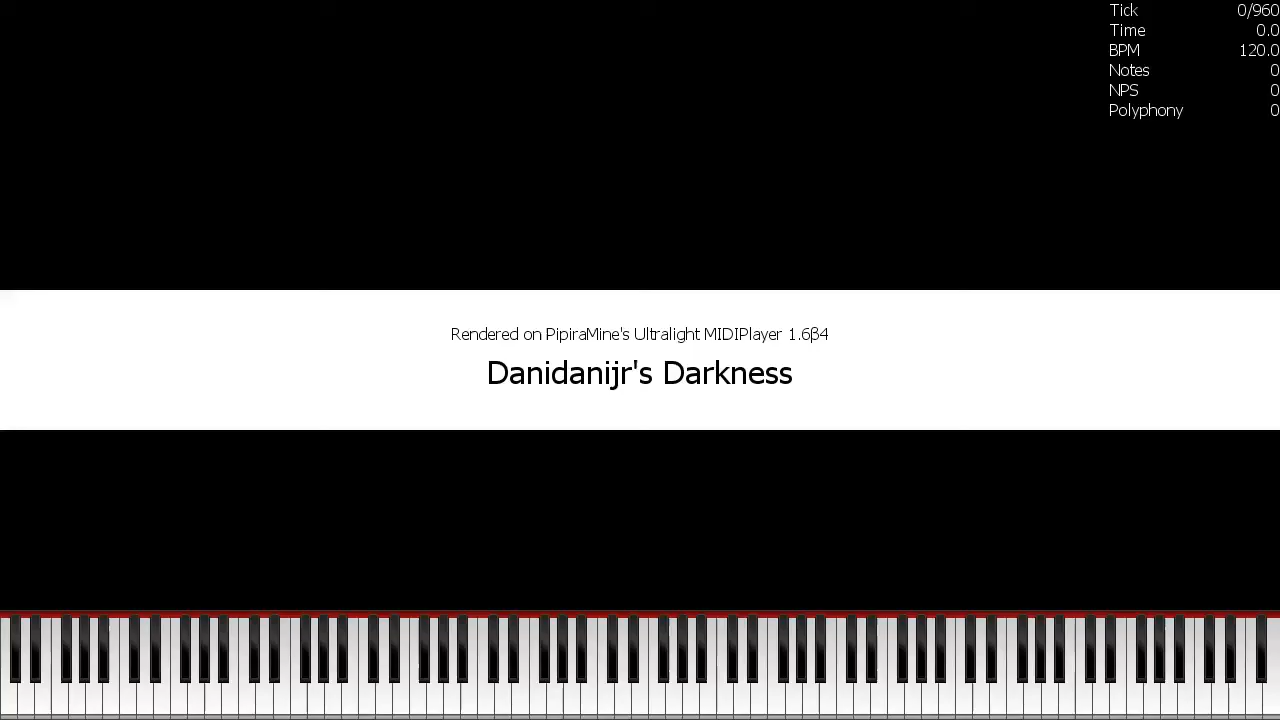 Tick 0/960
Time 0.0
BPM 120.0
Notes 0
NPS 0
Polyphony 0
Rendered on PipiraMine's Ultralight MIDIPlayer 1.6β4
Danidanijr's Darkness